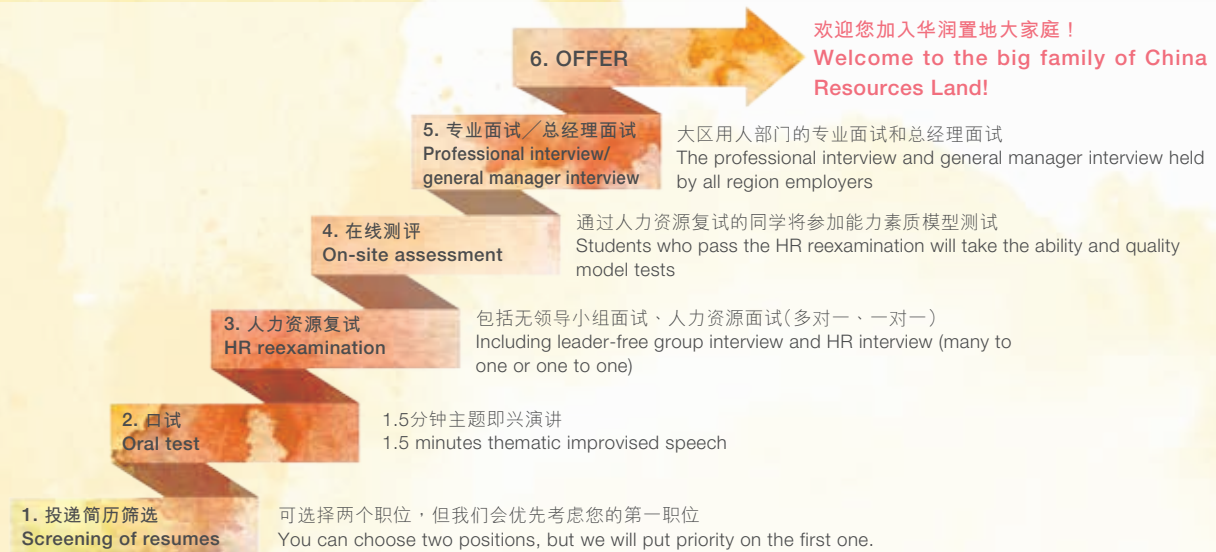 6. OFFER
欢迎您加入华润置地大家庭！
Welcome to the big family of China
Resources Land!
5. 专业面试／总经理面试
Professional interview/
general manager interview
大区用人部门的专业面试和总经理面试
The professional interview and general manager interview held
by all region employers
4. 在线测评
On-site assessment
通过人力资源复试的同学将参加能力素质模型测试
Students who pass the HR reexamination will take the ability and quality
model tests
3. 人力资源复试
HR reexamination
包括无领导小组面试、人力资源面试(多对一、一对一)
Including leader-free group interview and HR interview (many to
one or one to one)
2. 口试
Oral test
1.5分钟主题即兴演讲
1.5 minutes thematic improvised speech
1. 投递简历筛选
Screening of resumes
可选择两个职位，但我们会优先考虑您的第一职位
You can choose two positions, but we will put priority on the first one.